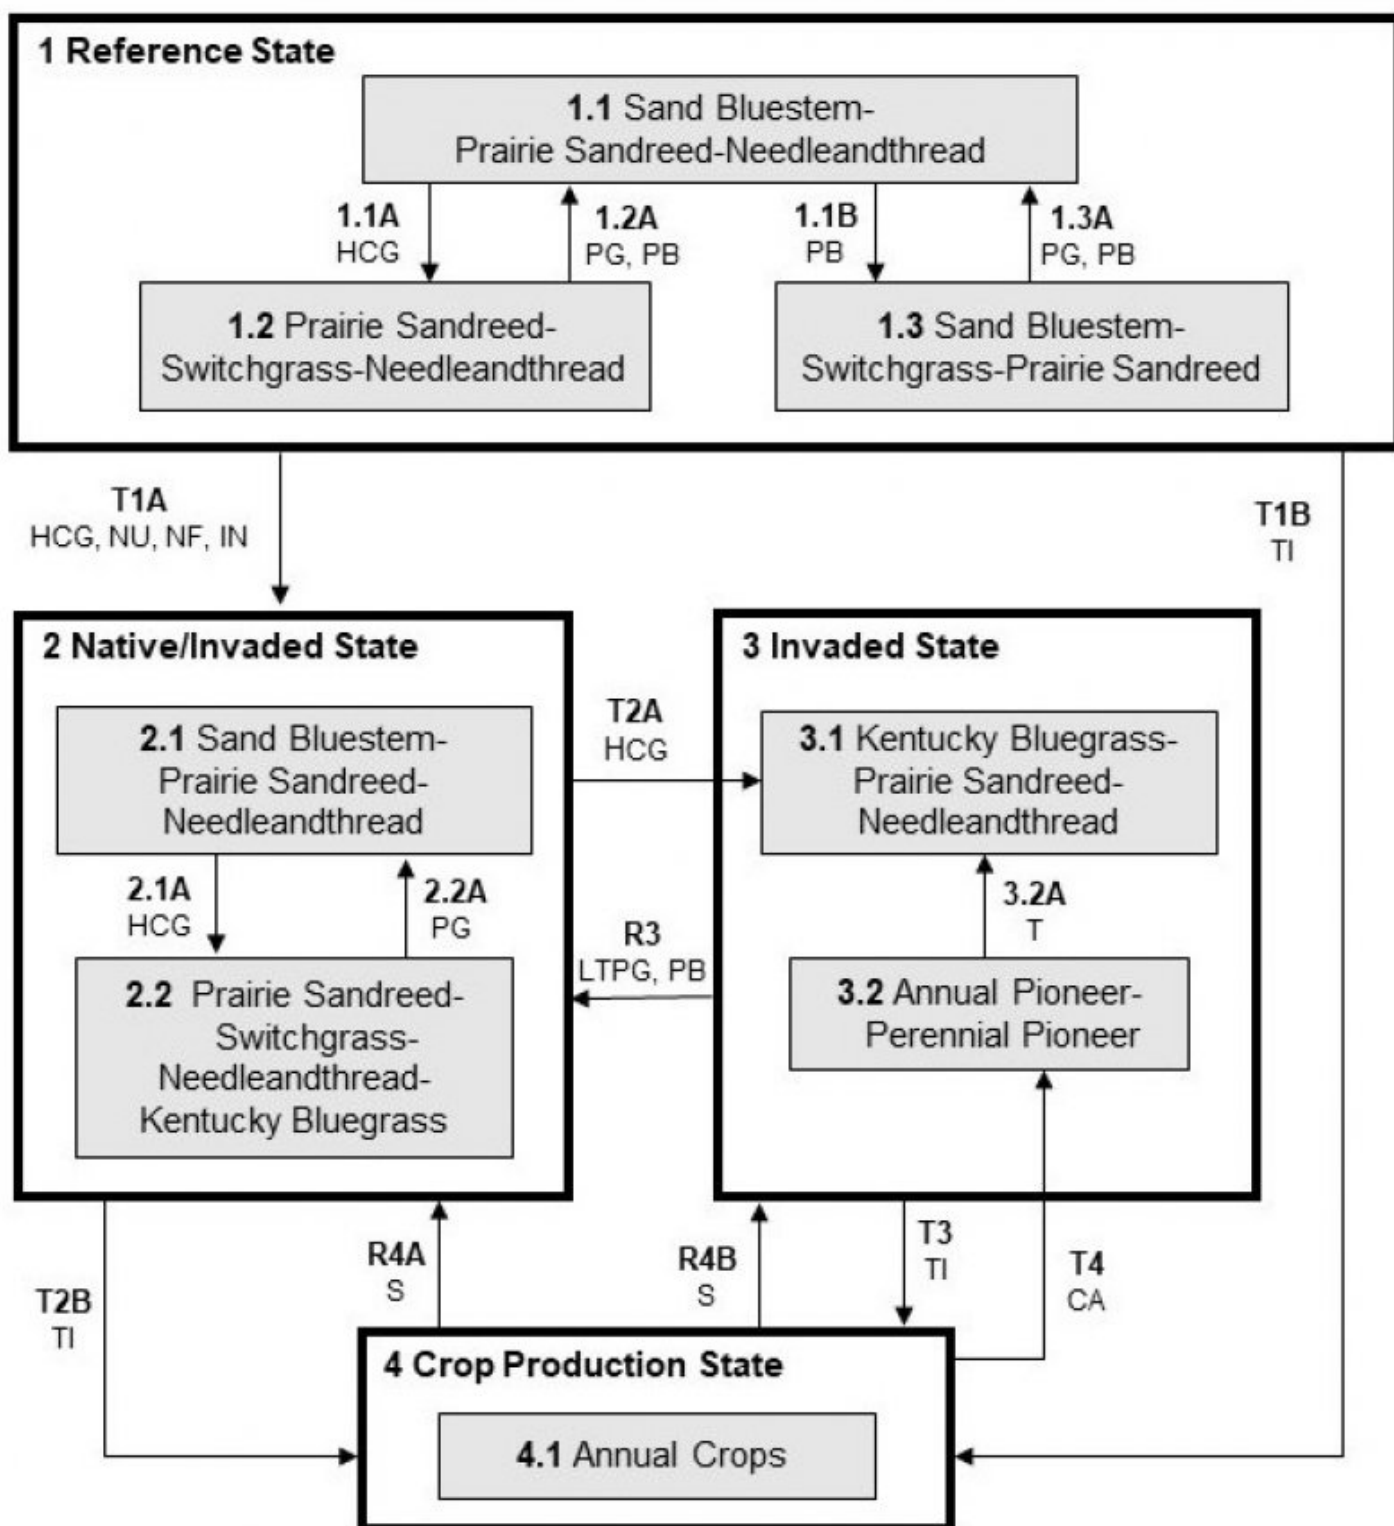 1 Reference State
1.1 Sand Bluestem-
Prairie Sandreed-Needleandthread
1.1A
HCG
1.2A
PG, PB
1.1B
PB
1.3A
PG, PB
1.2 Prairie Sandreed-
Switchgrass-Needleandthread
1.3 Sand Bluestem-
Switchgrass-Prairie Sandreed
T1A
HCG, NU, NF, IN
T1B
TI
2 Native/Invaded State
2.1 Sand Bluestem-
Prairie Sandreed-
Needleandthread
2.1A
HCG
2.2A
PG
2.2 Prairie Sandreed-
Switchgrass-
Needleandthread-
Kentucky Bluegrass
T2A
HCG
R3
LTPG, PB
3 Invaded State
3.1 Kentucky Bluegrass-
Prairie Sandreed-
Needleandthread
3.2A
T
3.2 Annual Pioneer-
Perennial Pioneer
T2B
TI
R4A
S
R4B
S
T3
TI
T4
CA
4 Crop Production State
4.1 Annual Crops